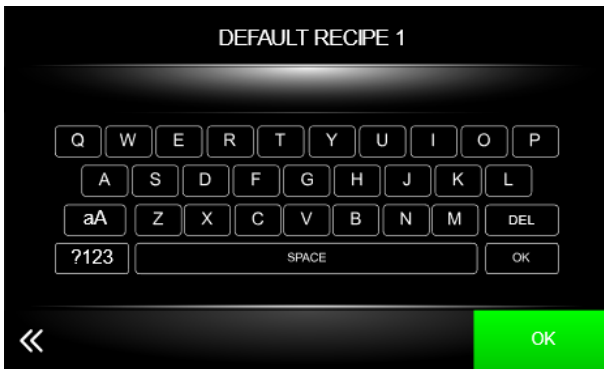 DEFAULT RECIPE 1
Q W E R T Y U I O P
A S D F G H J K L
aA Z X C V B N M DEL
?123 SPACE OK
OK